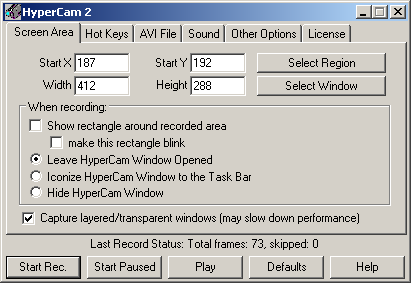 HyperCam 2
Screen Area Hot Keys AVI File Sound Other Options License
Start X 187 Start Y 192 Select Region
Width 412 Height 288 Select Window
When recording:
Show rectangle around recorded area
make this rectangle blink
Leave HyperCam Window Opened
Iconize HyperCam Window to the Task Bar
Hide HyperCam Window
Capture layered/transparent windows (may slow down performance)
Last Record Status: Total frames: 73, skipped: 0
Start Rec. Start Paused Play Defaults Help